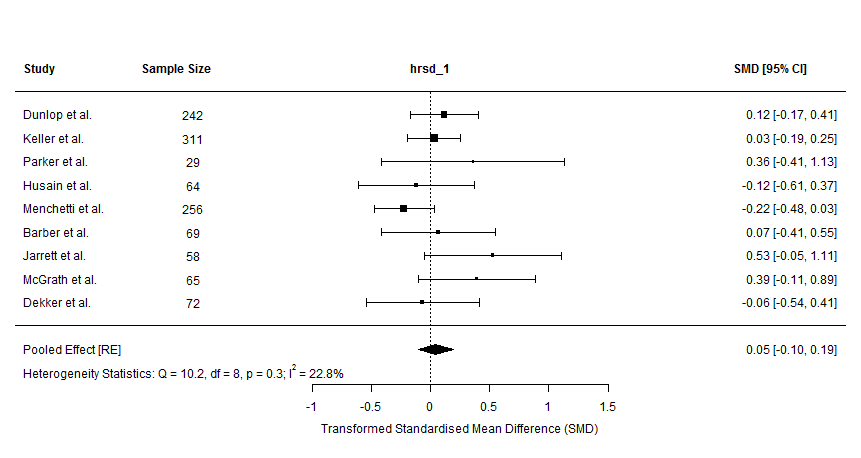 Study Sample Size hrsd_1 SMD [95% CI]
Dunlop et al. 242 0.12 [-0.17, 0.41]
Keller et al. 311 0.03 [-0.19, 0.25]
Parker et al. 29 0.36 [-0.41, 1.13]
Husain et al. 64 -0.12 [-0.61, 0.37]
Menchetti et al. 256 -0.22 [-0.48, 0.03]
Barber et al. 69 0.07 [-0.41, 0.55]
Jarrett et al. 58 0.53 [-0.05, 1.11]
McGrath et al. 65 0.39 [-0.11, 0.89]
Dekker et al. 72 -0.06 [-0.54, 0.41]
Pooled Effect [RE] 0.05 [-0.10, 0.19]
Heterogeneity Statistics: Q = 10.2, df = 8, p = 0.3; I² = 22.8%
-1 -0.5 0 0.5 1 1.5
Transformed Standardised Mean Difference (SMD)